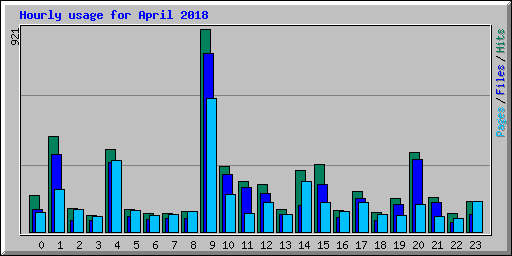 Hourly usage for April 2018
921
Pages / Files / Hits
0 1 2 3 4 5 6 7 8 9 10 11 12 13 14 15 16 17 18 19 20 21 22 23